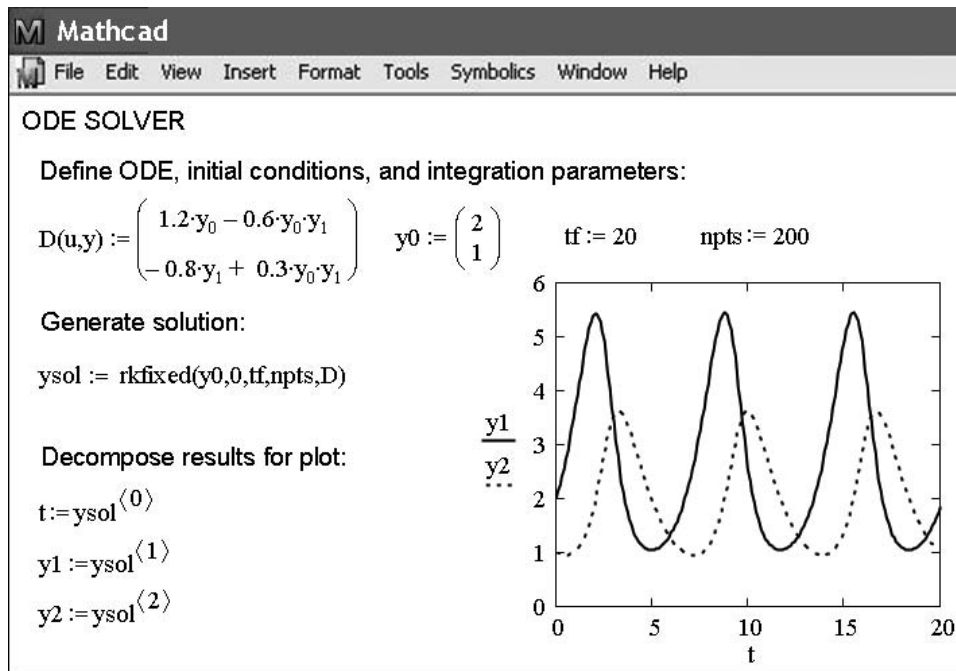 Mathcad
File Edit View Insert Format Tools Symbolics Window Help
ODE SOLVER
Define ODE, initial conditions, and integration parameters:
D(u,y) := ( 1.2·y₀ – 0.6·y₀·y₁
– 0.8·y₁ + 0.3·y₀·y₁ )
y0 := ( 2
1 )
tf := 20
npts := 200
Generate solution:
ysol := rkfixed(y0,0,tf,npts,D)
Decompose results for plot:
t:=ysol⟨0⟩
y1 :=ysol⟨1⟩
y2 :=ysol⟨2⟩
y1
y2
6
5
4
3
2
1
0
0 5 10 15 20
t